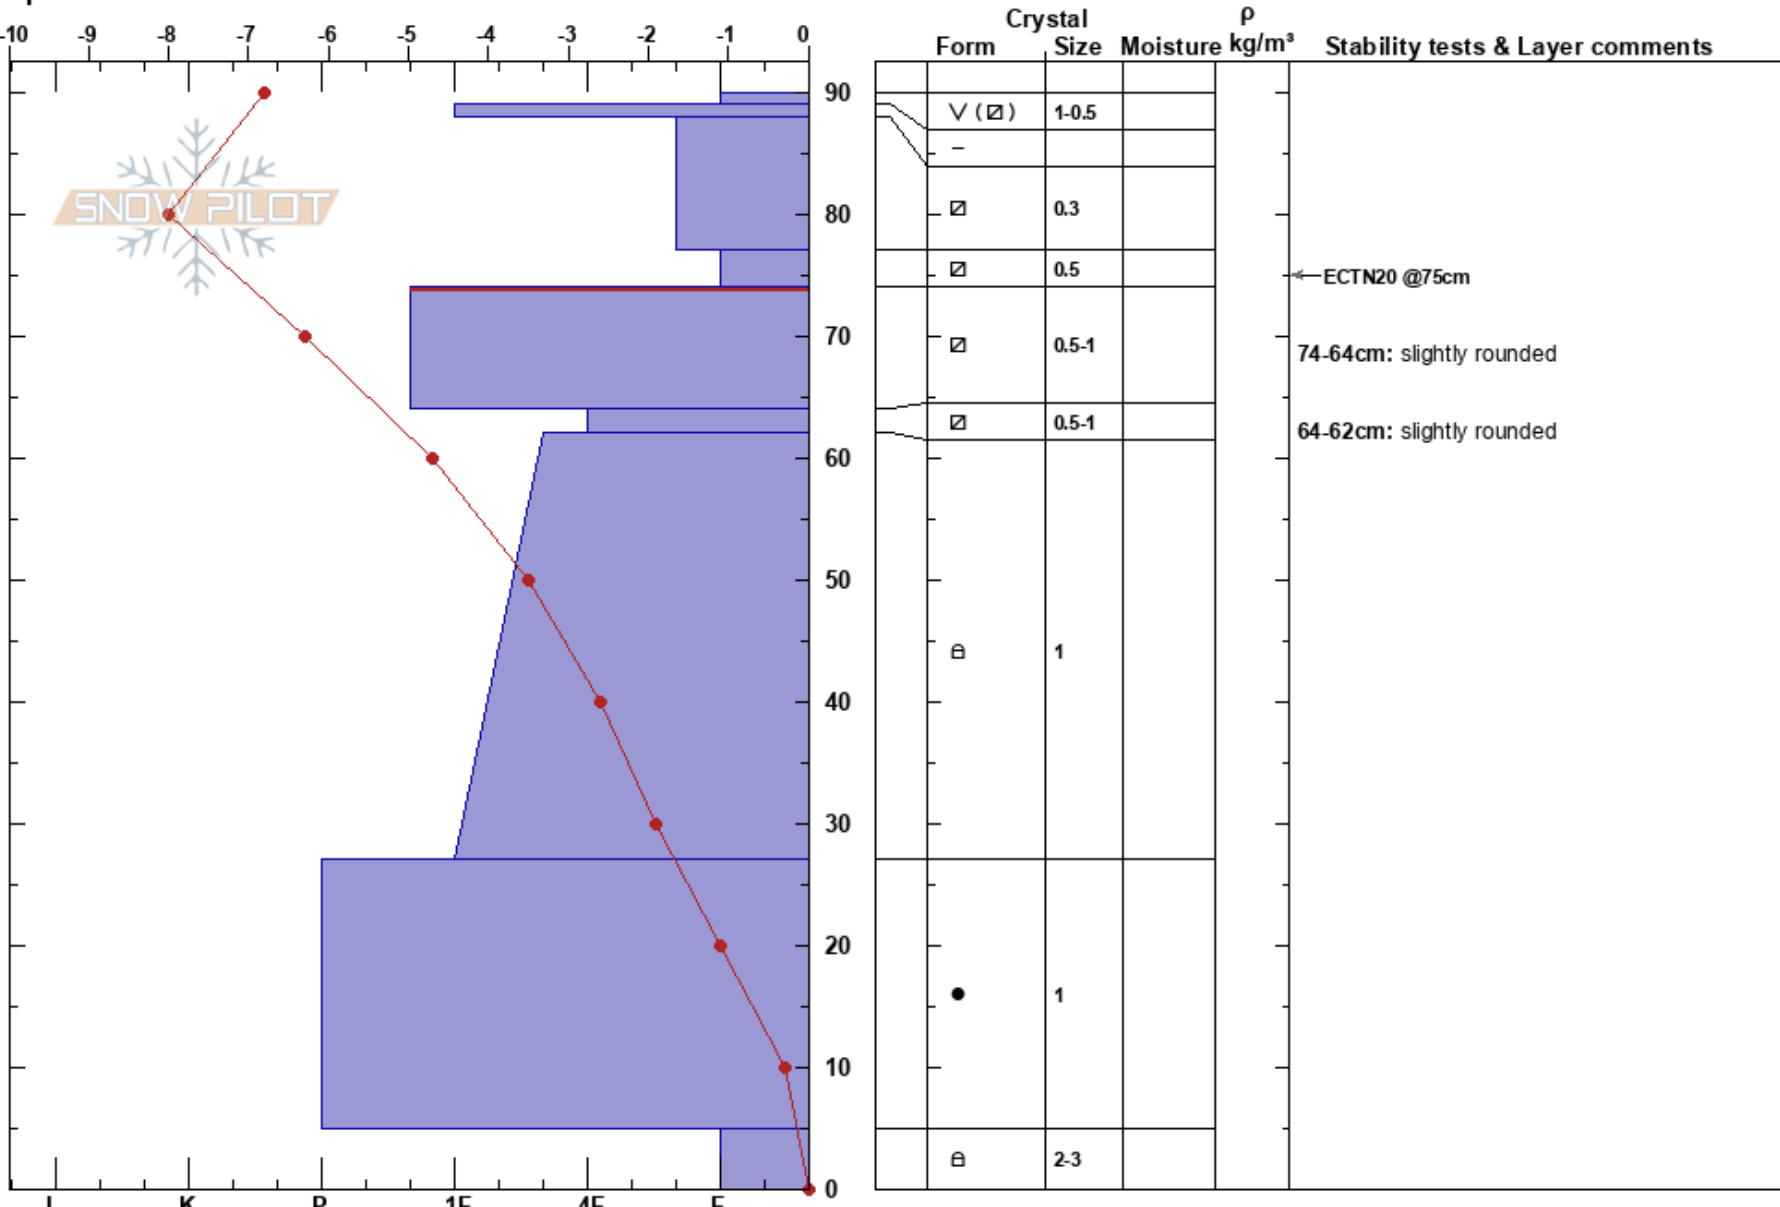 Crystal ρ
-10 -9 -8 -7 -6 -5 -4 -3 -2 -1 0 Form Size Moisture kg/m³ Stability tests & Layer comments
90
V ( ) 1-0.5
–
SNOW PILOT 80 0.3
0.5 ECTN20 @75cm
70 0.5-1 74-64cm: slightly rounded
0.5-1 64-62cm: slightly rounded
60
50
1
40
30
20
1
10
2-3
0
I K P 1F 4F F